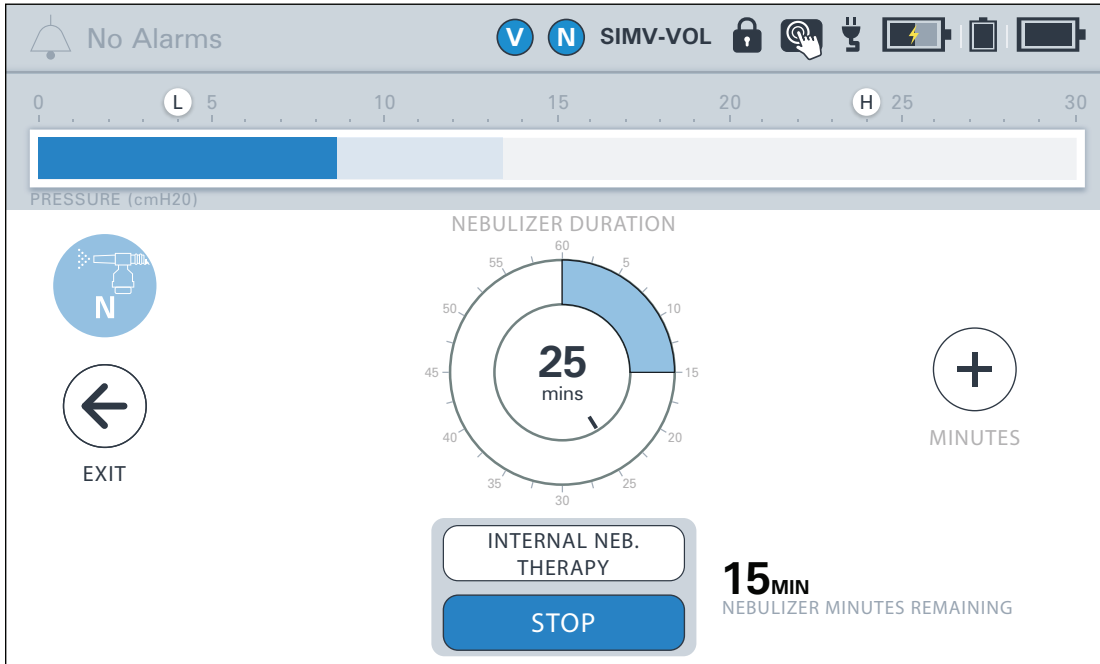 No Alarms
V N SIMV-VOL
0 L 5 10 15 20 H 25 30
PRESSURE (cmH20)
NEBULIZER DURATION
60
55 5
50 10
45 15
40 20
35 25
30
25
mins
N
EXIT
MINUTES
INTERNAL NEB.
THERAPY
STOP
15 MIN
NEBULIZER MINUTES REMAINING